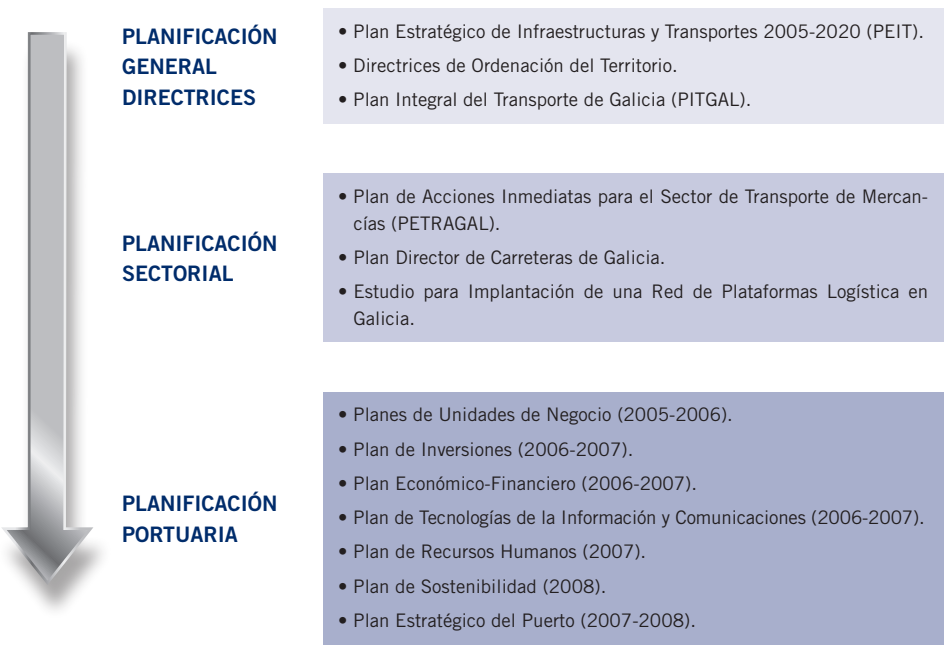 PLANIFICACIÓN
GENERAL
DIRECTRICES
• Plan Estratégico de Infraestructuras y Transportes 2005-2020 (PEIT).
• Directrices de Ordenación del Territorio.
• Plan Integral del Transporte de Galicia (PITGAL).
PLANIFICACIÓN
SECTORIAL
• Plan de Acciones Inmediatas para el Sector de Transporte de Mercan-
cías (PETRAGAL).
• Plan Director de Carreteras de Galicia.
• Estudio para Implantación de una Red de Plataformas Logística en
Galicia.
PLANIFICACIÓN
PORTUARIA
• Planes de Unidades de Negocio (2005-2006).
• Plan de Inversiones (2006-2007).
• Plan Económico-Financiero (2006-2007).
• Plan de Tecnologías de la Información y Comunicaciones (2006-2007).
• Plan de Recursos Humanos (2007).
• Plan de Sostenibilidad (2008).
• Plan Estratégico del Puerto (2007-2008).